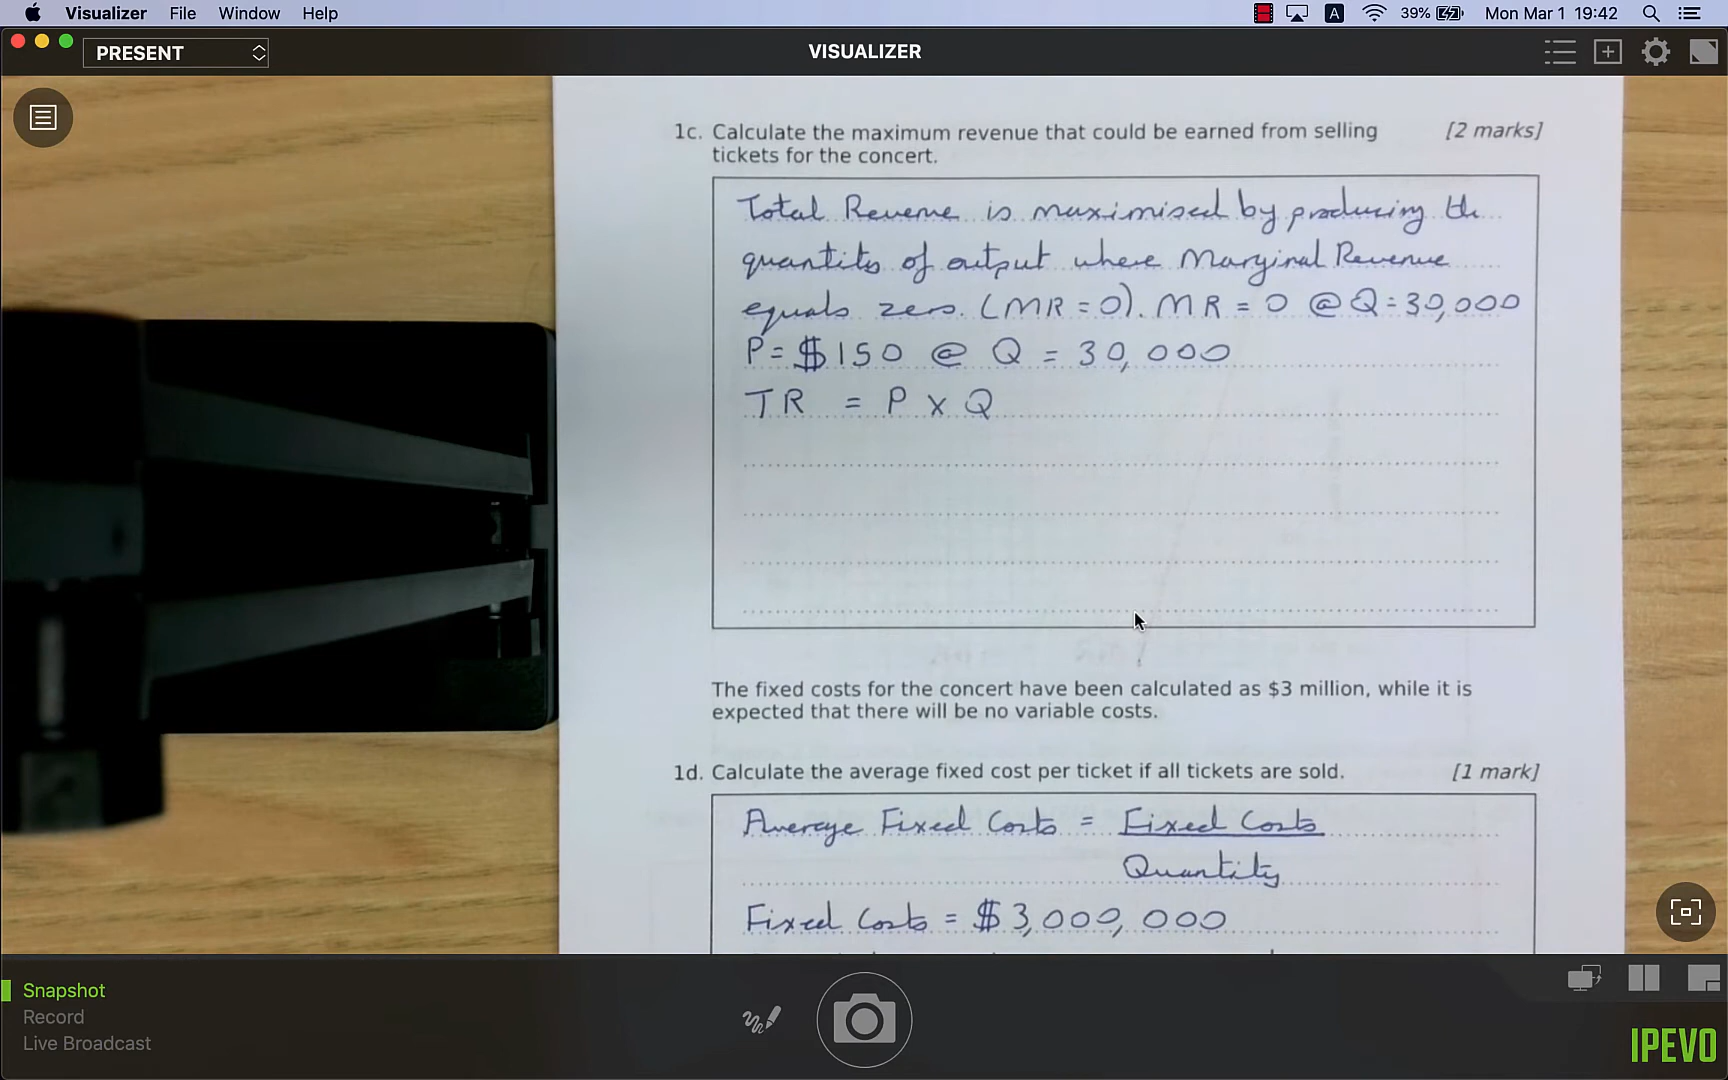 Visualizer File Window Help 39% Mon Mar 1 19:42
PRESENT VISUALIZER
1c. Calculate the maximum revenue that could be earned from selling [2 marks]
tickets for the concert.
Total Revenue is maximised by producing the
quantity of output where Marginal Revenue
equals zero. (MR = 0). MR = 0 @ Q = 30,000
P = $150 @ Q = 30,000
TR = P x Q
The fixed costs for the concert have been calculated as $3 million, while it is
expected that there will be no variable costs.
1d. Calculate the average fixed cost per ticket if all tickets are sold. [1 mark]
Average Fixed Costs = Fixed Costs
Quantity
Fixed Costs = $3,000,000
Snapshot
Record
Live Broadcast
IPEVO